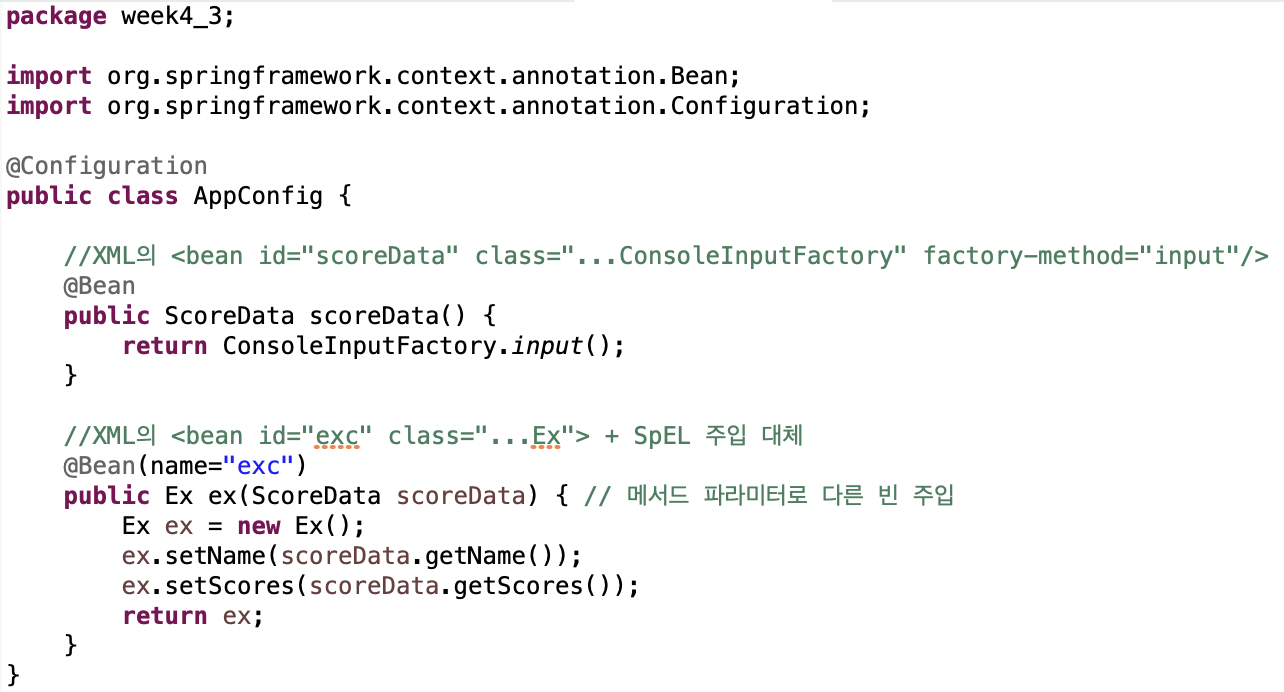 package week4_3;
import org.springframework.context.annotation.Bean;
import org.springframework.context.annotation.Configuration;
@Configuration
public class AppConfig {
//XML의 <bean id="scoreData" class="...ConsoleInputFactory" factory-method="input"/>
@Bean
public ScoreData scoreData() {
return ConsoleInputFactory.input();
}
//XML의 <bean id="exc" class="...Ex"> + SpEL 주입 대체
@Bean(name="exc")
public Ex ex(ScoreData scoreData) { // 메서드 파라미터로 다른 빈 주입
Ex ex = new Ex();
ex.setName(scoreData.getName());
ex.setScores(scoreData.getScores());
return ex;
}
}